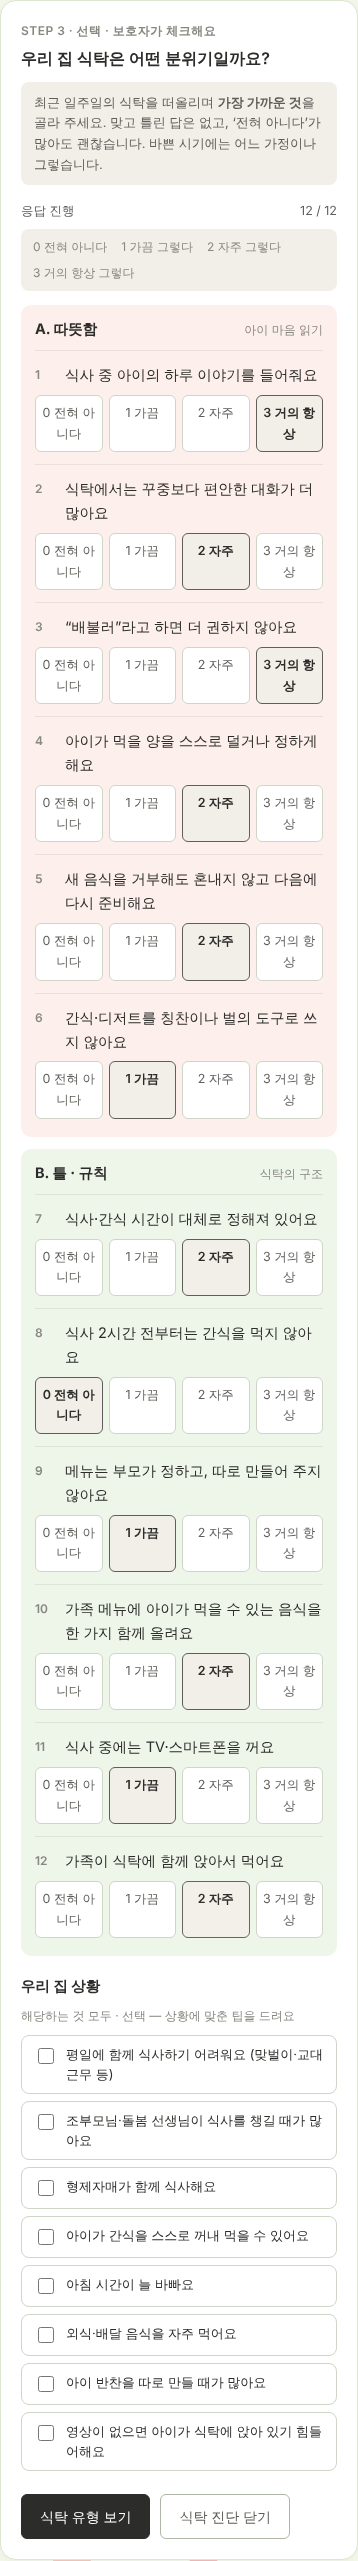 STEP 3 · 선택 · 보호자가 체크해요
우리 집 식탁은 어떤 분위기일까요?
최근 일주일의 식탁을 떠올리며 가장 가까운 것을
골라 주세요. 맞고 틀린 답은 없고, ‘전혀 아니다’가
많아도 괜찮습니다. 바쁜 시기에는 어느 가정이나
그렇습니다.
응답 진행 12 / 12
0 전혀 아니다 1 가끔 그렇다 2 자주 그렇다
3 거의 항상 그렇다
A. 따뜻함 아이 마음 읽기
1 식사 중 아이의 하루 이야기를 들어줘요
0 전혀 아 1 가끔 2 자주 3 거의 항
니다 상
2 식탁에서는 꾸중보다 편안한 대화가 더
많아요
0 전혀 아 1 가끔 2 자주 3 거의 항
니다 상
3 “배불러”라고 하면 더 권하지 않아요
0 전혀 아 1 가끔 2 자주 3 거의 항
니다 상
4 아이가 먹을 양을 스스로 덜거나 정하게
해요
0 전혀 아 1 가끔 2 자주 3 거의 항
니다 상
5 새 음식을 거부해도 혼내지 않고 다음에
다시 준비해요
0 전혀 아 1 가끔 2 자주 3 거의 항
니다 상
6 간식·디저트를 칭찬이나 벌의 도구로 쓰
지 않아요
0 전혀 아 1 가끔 2 자주 3 거의 항
니다 상
B. 틀 · 규칙 식탁의 구조
7 식사·간식 시간이 대체로 정해져 있어요
0 전혀 아 1 가끔 2 자주 3 거의 항
니다 상
8 식사 2시간 전부터는 간식을 먹지 않아
요
0 전혀 아 1 가끔 2 자주 3 거의 항
니다 상
9 메뉴는 부모가 정하고, 따로 만들어 주지
않아요
0 전혀 아 1 가끔 2 자주 3 거의 항
니다 상
10 가족 메뉴에 아이가 먹을 수 있는 음식을
한 가지 함께 올려요
0 전혀 아 1 가끔 2 자주 3 거의 항
니다 상
11 식사 중에는 TV·스마트폰을 꺼요
0 전혀 아 1 가끔 2 자주 3 거의 항
니다 상
12 가족이 식탁에 함께 앉아서 먹어요
0 전혀 아 1 가끔 2 자주 3 거의 항
니다 상
우리 집 상황
해당하는 것 모두 · 선택 — 상황에 맞춘 팁을 드려요
평일에 함께 식사하기 어려워요 (맞벌이·교대
근무 등)
조부모님·돌봄 선생님이 식사를 챙길 때가 많
아요
형제자매가 함께 식사해요
아이가 간식을 스스로 꺼내 먹을 수 있어요
아침 시간이 늘 바빠요
외식·배달 음식을 자주 먹어요
아이 반찬을 따로 만들 때가 많아요
영상이 없으면 아이가 식탁에 앉아 있기 힘들
어해요
식탁 유형 보기 식탁 진단 닫기